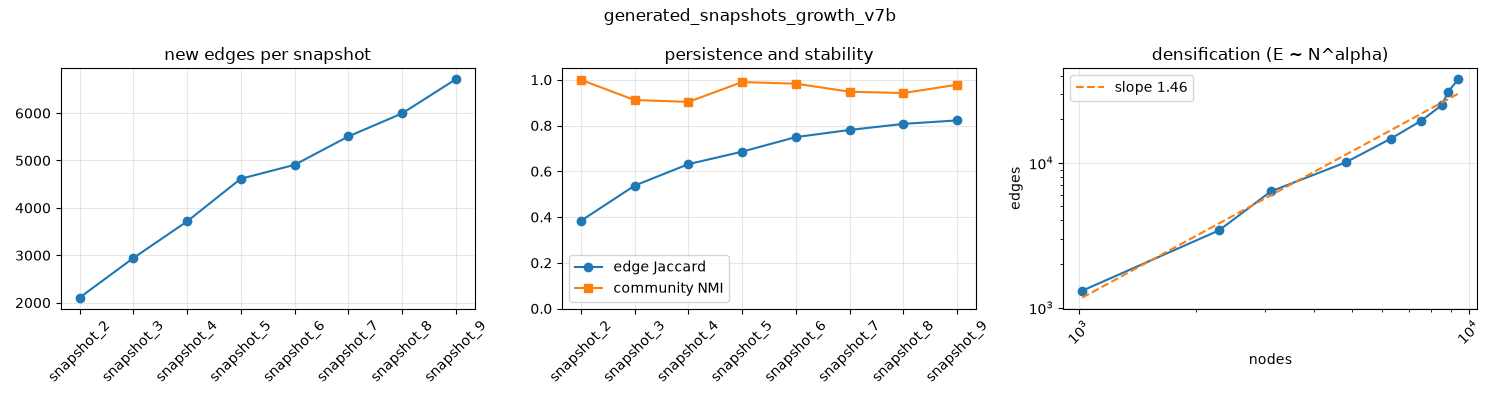 generated_snapshots_growth_v7b
new edges per snapshot
6000
5000
4000
3000
2000
snapshot_2
snapshot_3
snapshot_4
snapshot_5
snapshot_6
snapshot_7
snapshot_8
snapshot_9
persistence and stability
1.0
0.8
0.6
0.4
0.2
0.0
edge Jaccard
community NMI
snapshot_2
snapshot_3
snapshot_4
snapshot_5
snapshot_6
snapshot_7
snapshot_8
snapshot_9
densification (E ~ N^alpha)
slope 1.46
edges
10⁴
10³
10³
10⁴
nodes